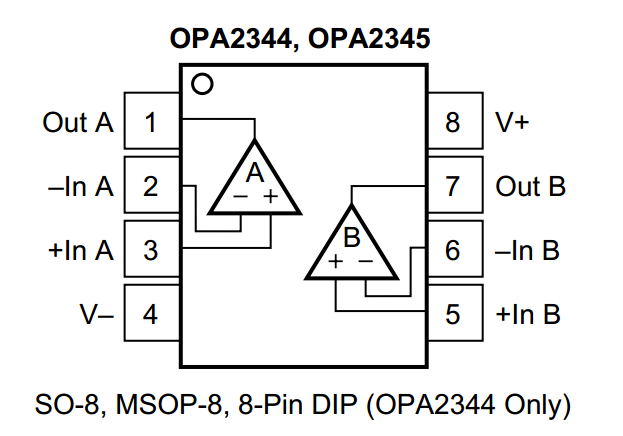 OPA2344, OPA2345
Out A 1 8 V+
A
–In A 2 – + 7 Out B
B
+In A 3 + – 6 –In B
V– 4 5 +In B
SO-8, MSOP-8, 8-Pin DIP (OPA2344 Only)